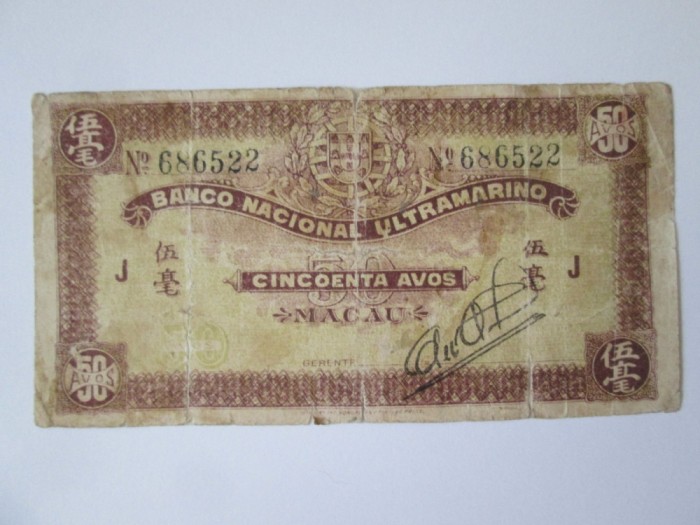 伍毫
50
AVOS
Nº 686522
Nº 686522
BANCO NACIONAL ULTRAMARINO
J
伍毫
50
伍毫
J
CINCOENTA AVOS
MACAU
GERENTE
50
AVOS
伍毫